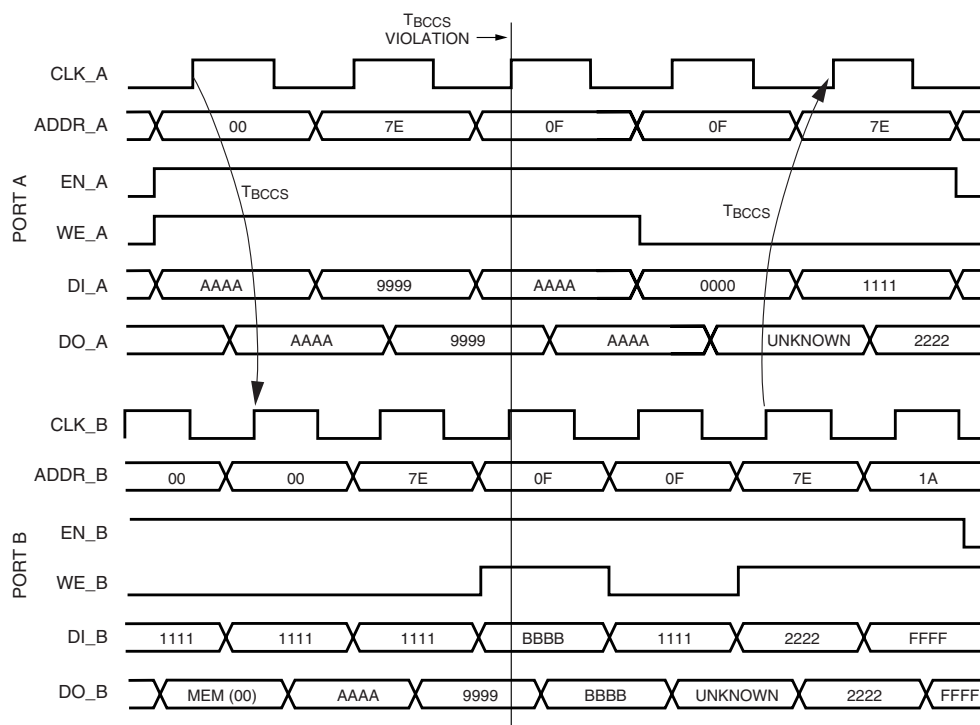 TBCCS
VIOLATION
CLK_A
ADDR_A 00 7E 0F 0F 7E
EN_A
TBCCS
TBCCS
PORT A
WE_A
DI_A AAAA 9999 AAAA 0000 1111
DO_A AAAA 9999 AAAA UNKNOWN 2222
CLK_B
ADDR_B 00 00 7E 0F 0F 7E 1A
EN_B
PORT B
WE_B
DI_B 1111 1111 1111 BBBB 1111 2222 FFFF
DO_B MEM (00) AAAA 9999 BBBB UNKNOWN 2222 FFFF